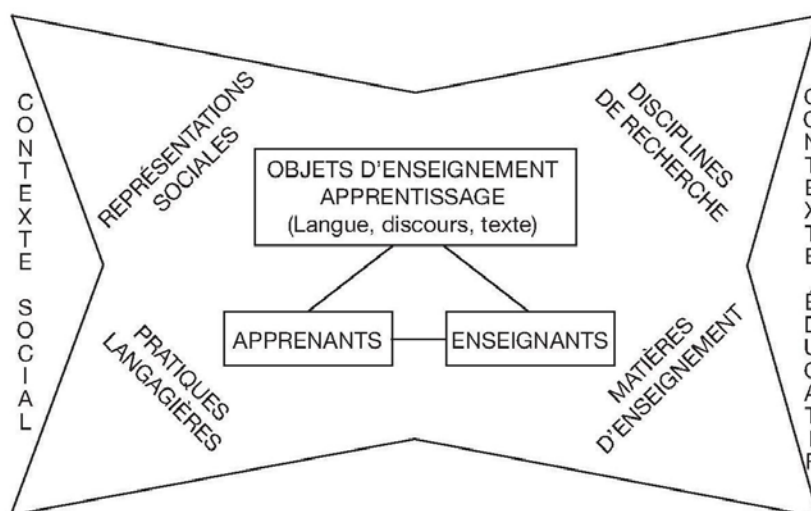 CONTEXTE SOCIAL
REPRÉSENTATIONS
SOCIALES
DISCIPLINES
DE RECHERCHE
OBJETS D'ENSEIGNEMENT
APPRENTISSAGE
(Langue, discours, texte)
APPRENANTS
ENSEIGNANTS
PRATIQUES
LANGAGIÈRES
MATIÈRES
D'ENSEIGNEMENT
CONTEXTE ÉDUCATIF